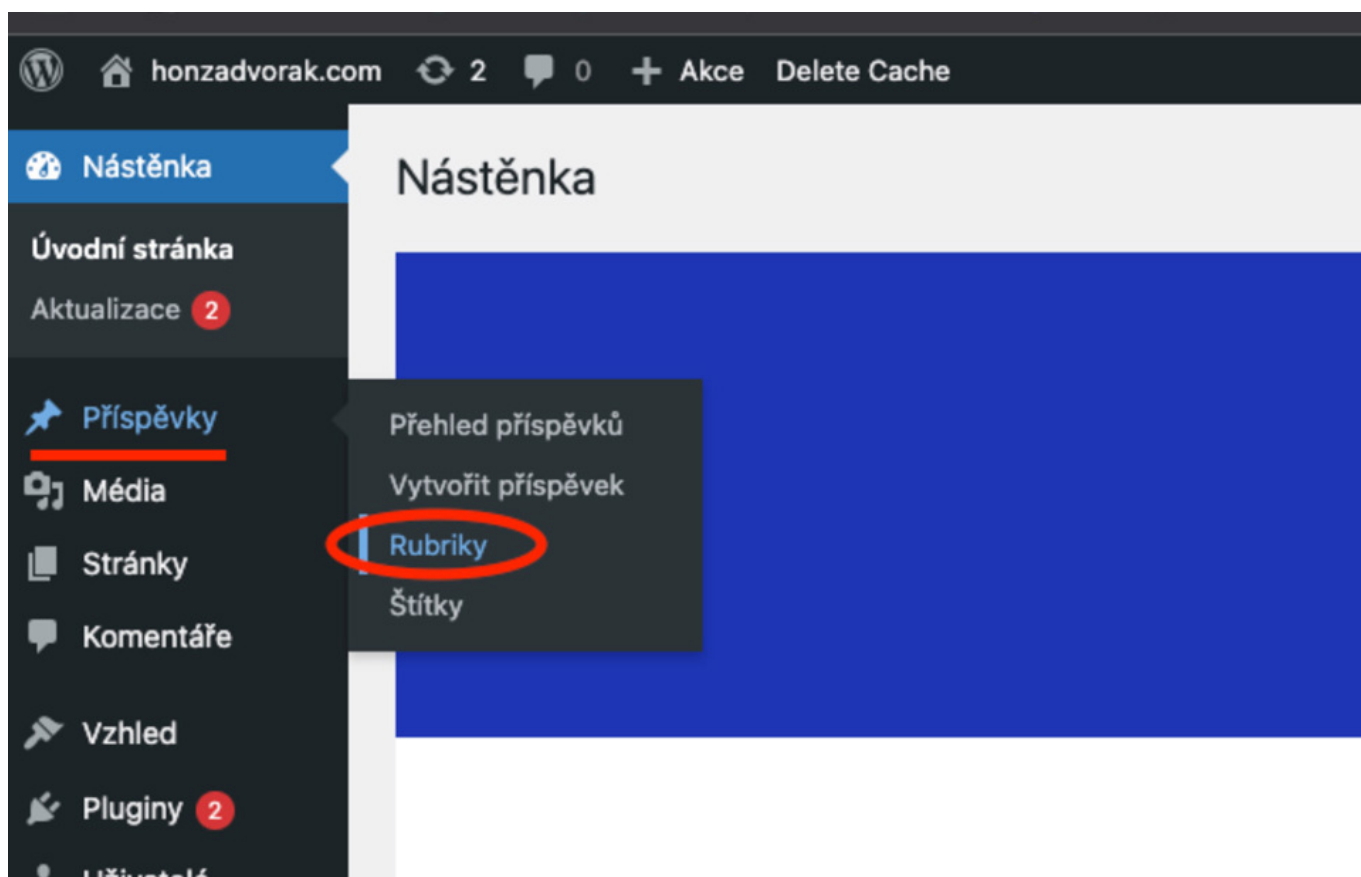 honzadvorak.com 2 0 + Akce Delete Cache
Nástěnka
Nástěnka
Úvodní stránka
Aktualizace 2
Příspěvky
Přehled příspěvků
Vytvořit příspěvek
Rubriky
Štítky
Média
Stránky
Komentáře
Vzhled
Pluginy 2